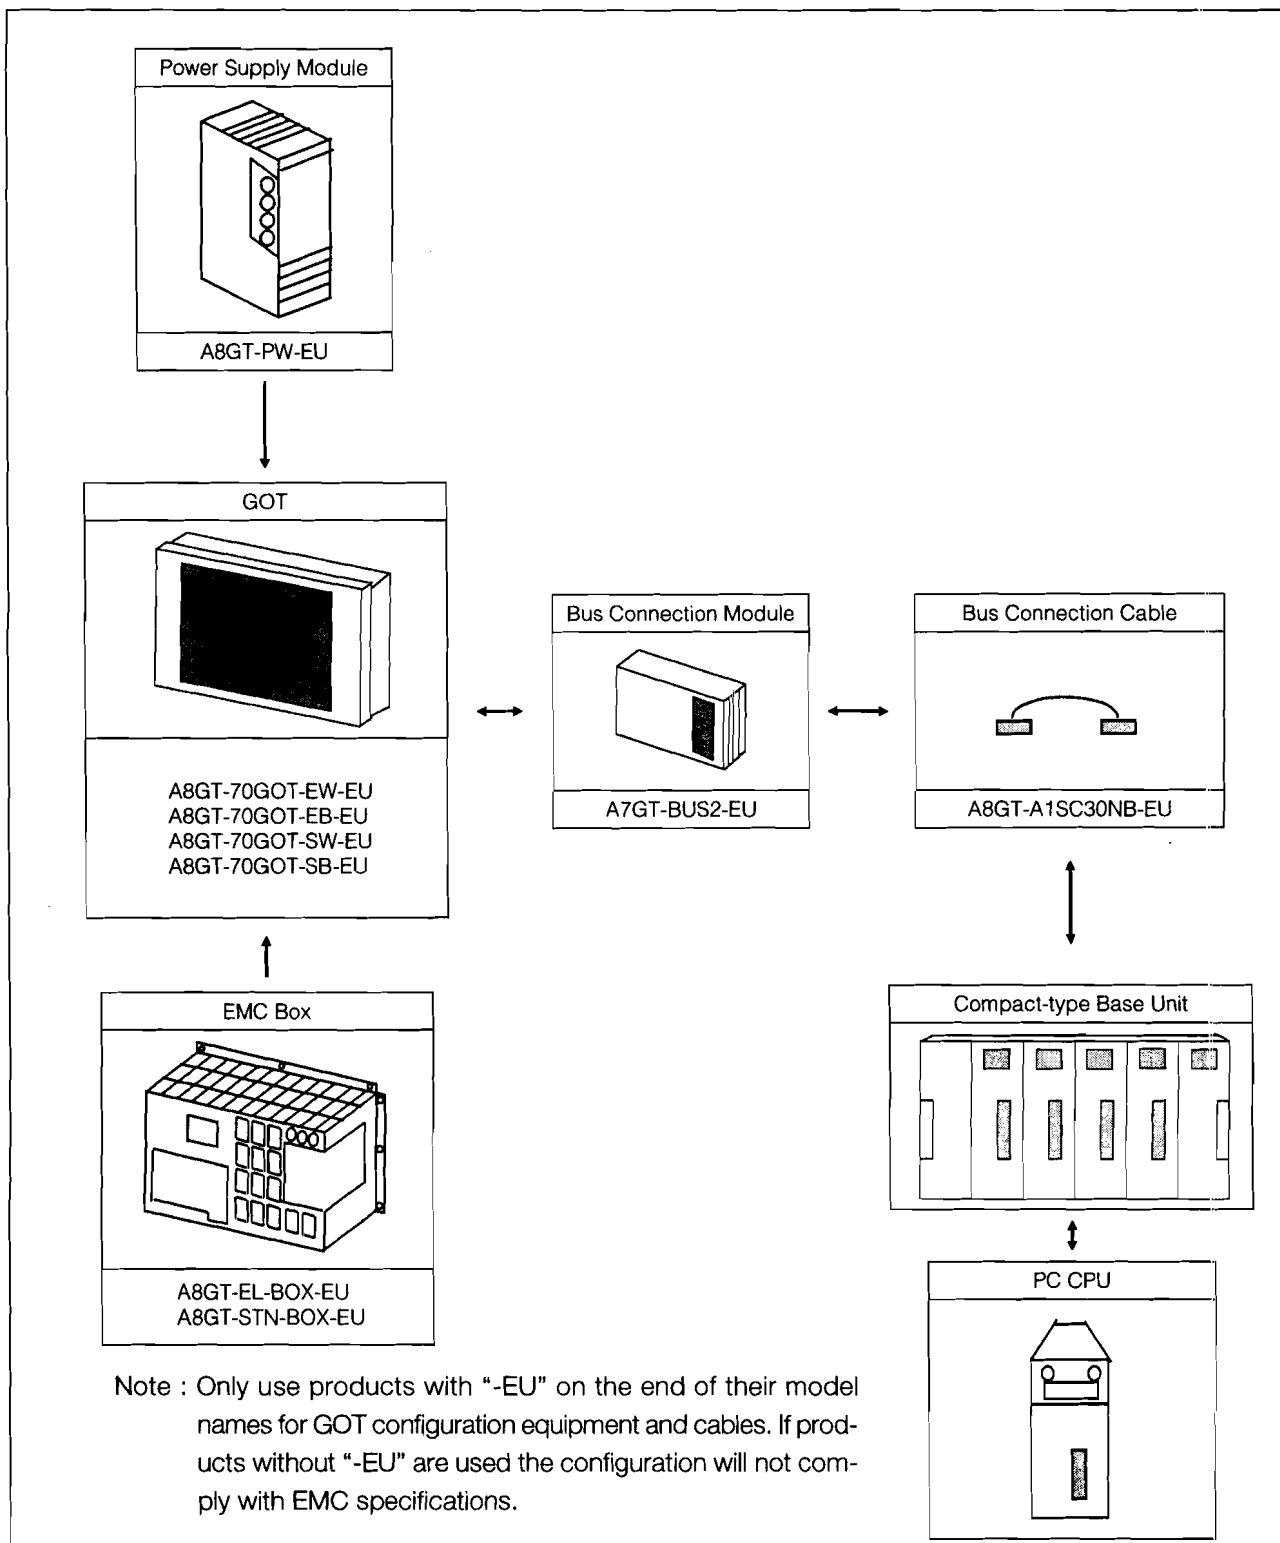 Power Supply Module
A8GT-PW-EU
GOT
A8GT-70GOT-EW-EU
A8GT-70GOT-EB-EU
A8GT-70GOT-SW-EU
A8GT-70GOT-SB-EU
Bus Connection Module
A7GT-BUS2-EU
Bus Connection Cable
A8GT-A1SC30NB-EU
EMC Box
A8GT-EL-BOX-EU
A8GT-STN-BOX-EU
Compact-type Base Unit
PC CPU
Note : Only use products with “-EU” on the end of their model
names for GOT configuration equipment and cables. If prod-
ucts without “-EU” are used the configuration will not com-
ply with EMC specifications.